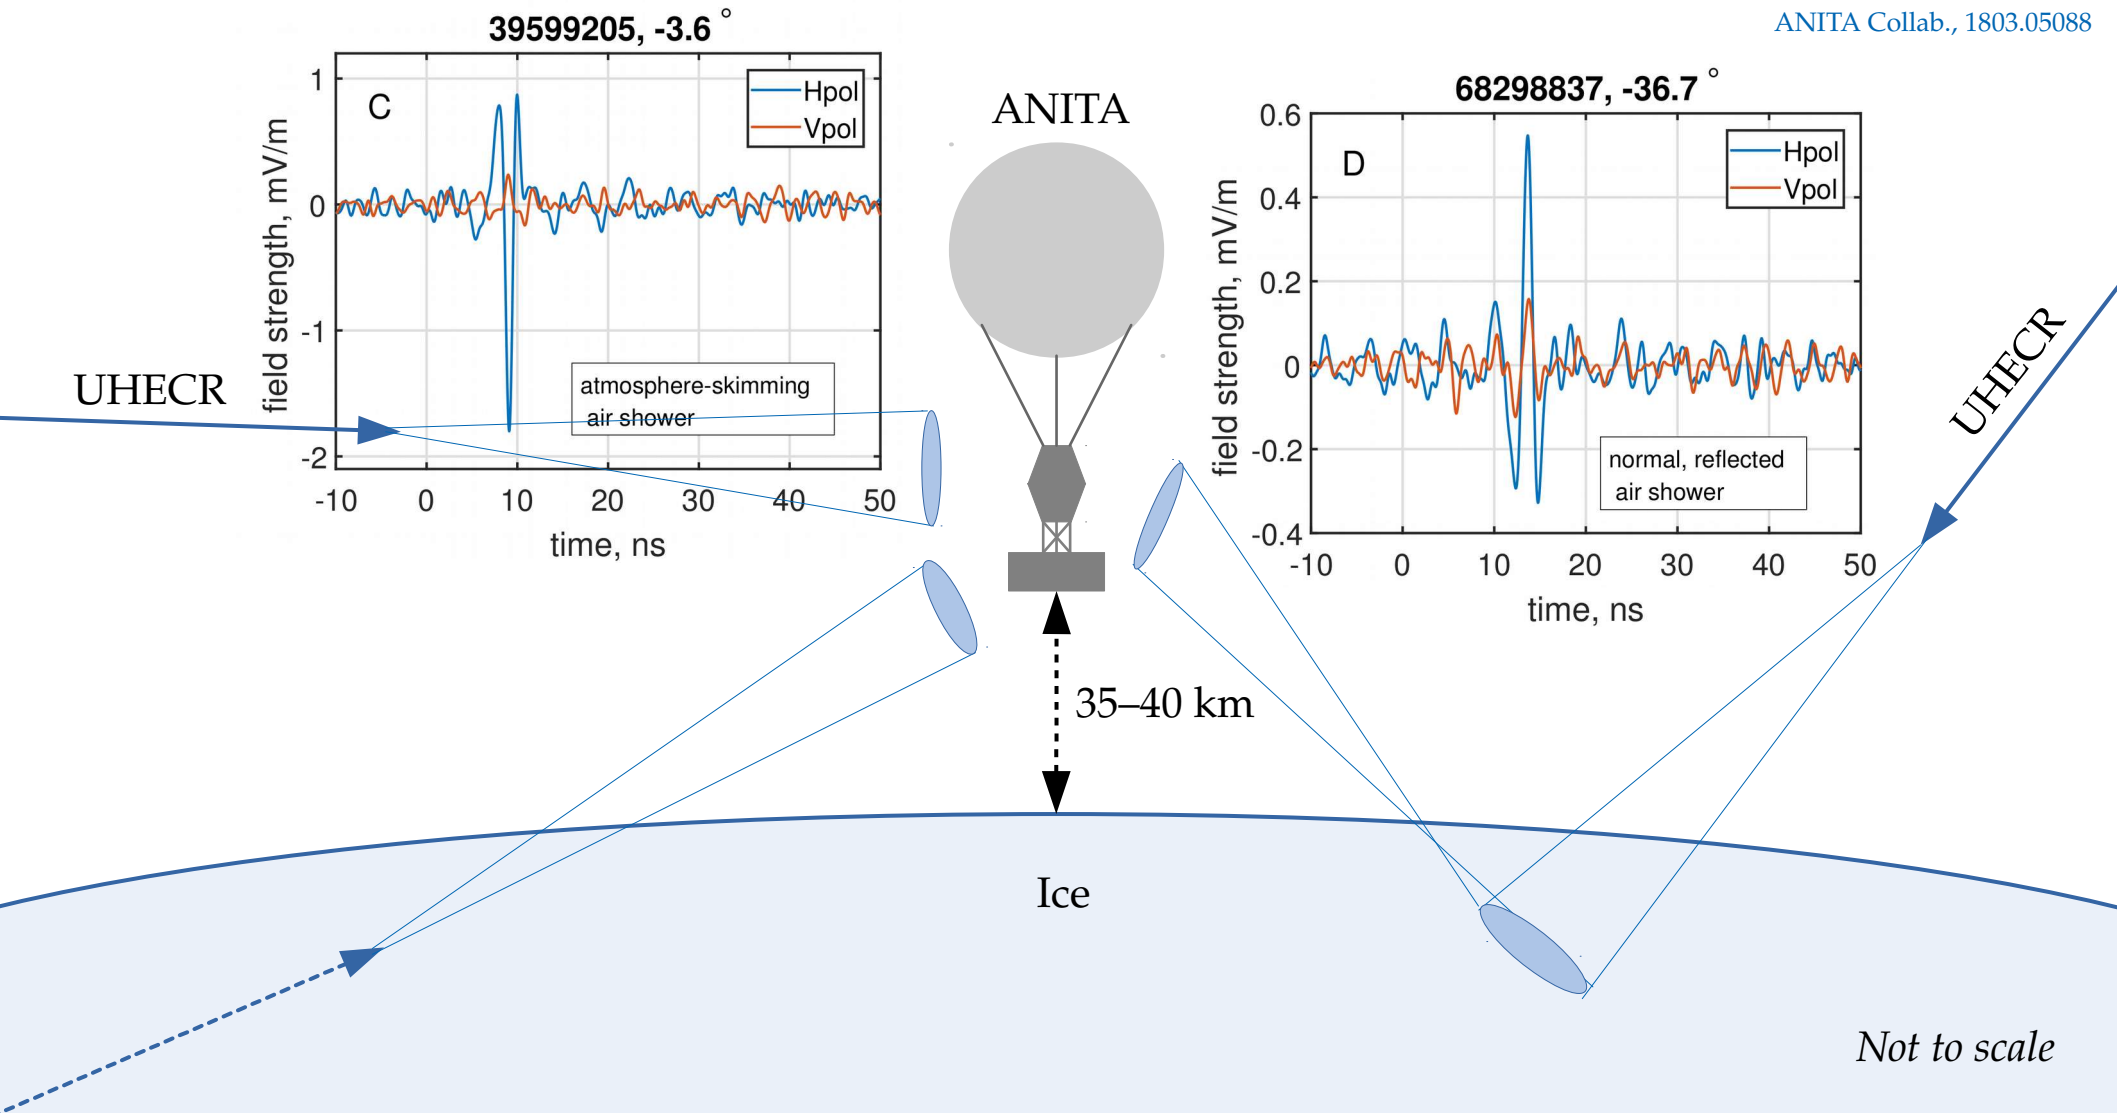 ANITA Collab., 1803.05088
39599205, -3.6 °
C
Hpol
Vpol
1
0
-1
-2
field strength, mV/m
atmosphere-skimming
air shower
-10 0 10 20 30 40 50
time, ns
UHECR
ANITA
68298837, -36.7 °
D
Hpol
Vpol
0.6
0.4
0.2
0
-0.2
-0.4
field strength, mV/m
normal, reflected
air shower
-10 0 10 20 30 40 50
time, ns
UHECR
35–40 km
Ice
Not to scale